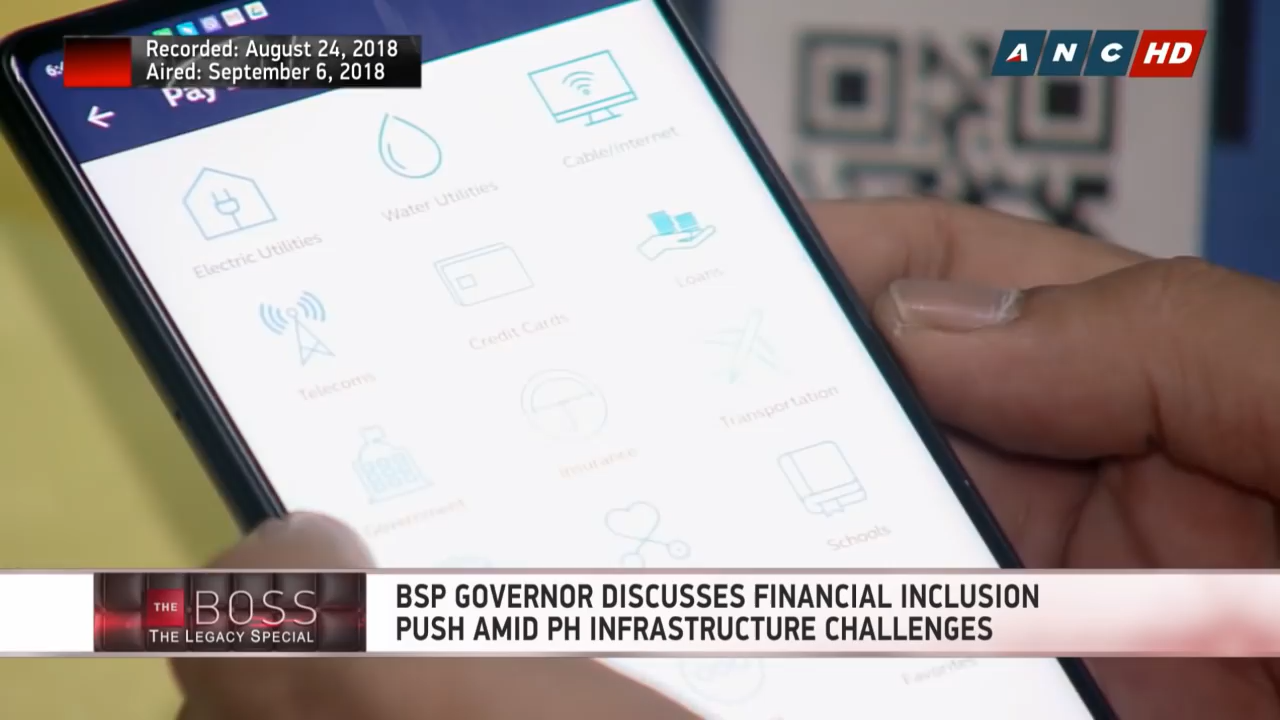 Recorded: August 24, 2018
Aired: September 6, 2018
ANC HD
Pay
Electric Utilities
Water Utilities
Cable/Internet
Telecoms
Credit Cards
Loans
Government
Insurance
Transportation
Schools
Favorites
THE BOSS
THE LEGACY SPECIAL
BSP GOVERNOR DISCUSSES FINANCIAL INCLUSION
PUSH AMID PH INFRASTRUCTURE CHALLENGES